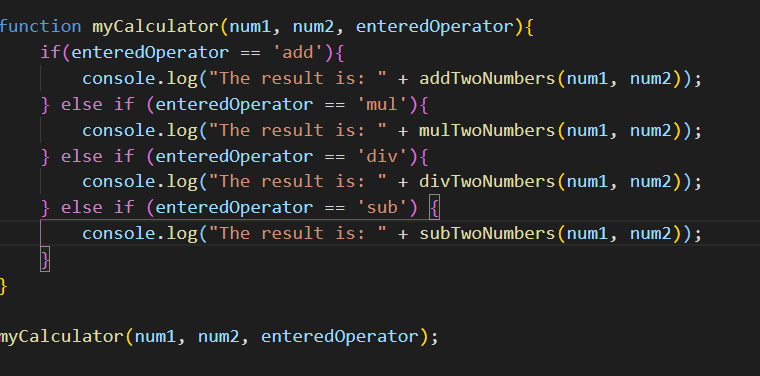 function myCalculator(num1, num2, enteredOperator){
    if(enteredOperator == 'add'){
        console.log("The result is: " + addTwoNumbers(num1, num2));
    } else if (enteredOperator == 'mul'){
        console.log("The result is: " + mulTwoNumbers(num1, num2));
    } else if (enteredOperator == 'div'){
        console.log("The result is: " + divTwoNumbers(num1, num2));
    } else if (enteredOperator == 'sub') {
        console.log("The result is: " + subTwoNumbers(num1, num2));
    }
}
myCalculator(num1, num2, enteredOperator);